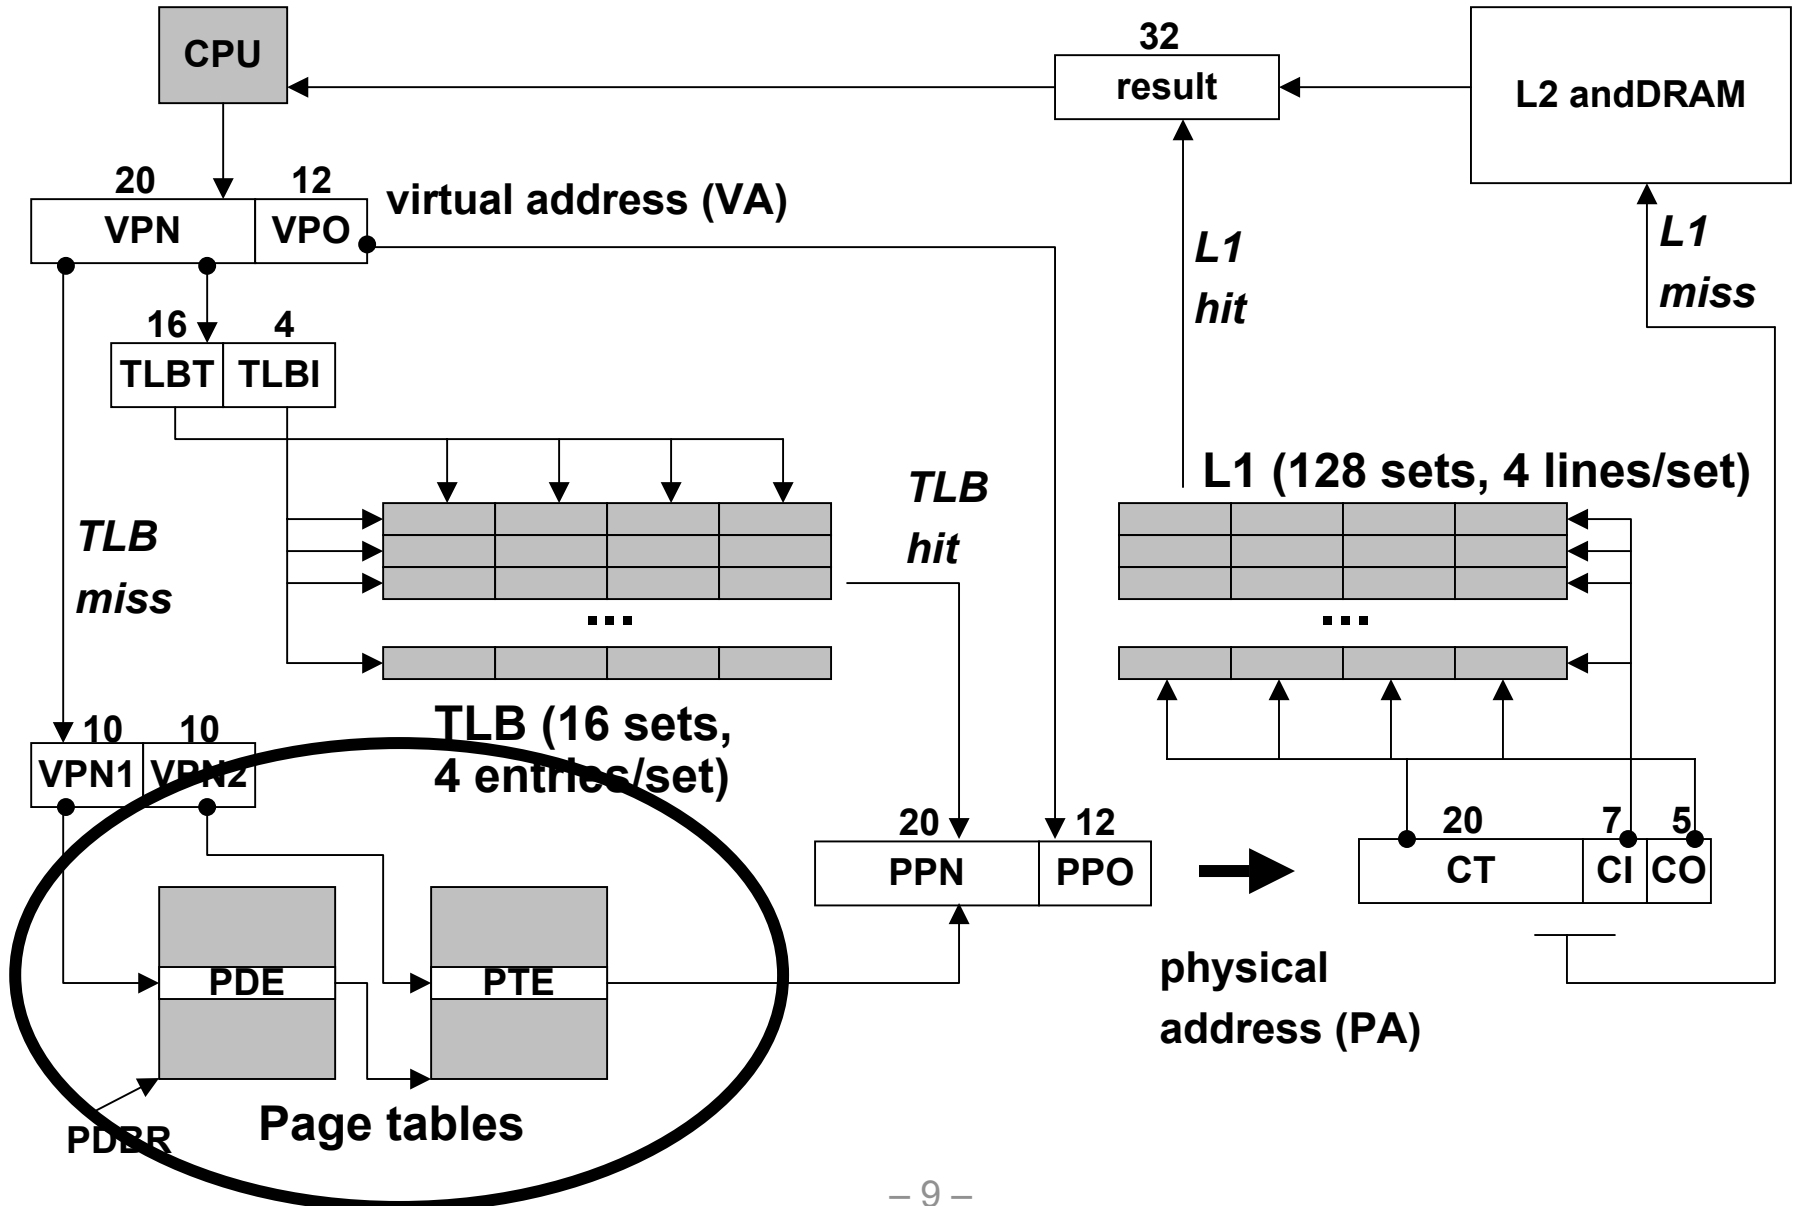 CPU
32
result
L2 andDRAM
20 12
VPN VPO
virtual address (VA)
L1
hit
L1
miss
16 4
TLBT TLBI
TLB
hit
L1 (128 sets, 4 lines/set)
TLB
miss
...
...
TLB (16 sets,
4 entries/set)
10 10
VPN1 VPN2
20 12
PPN PPO
20 7 5
CT CI CO
PDE
PTE
physical
address (PA)
Page tables
PDBR
– 9 –